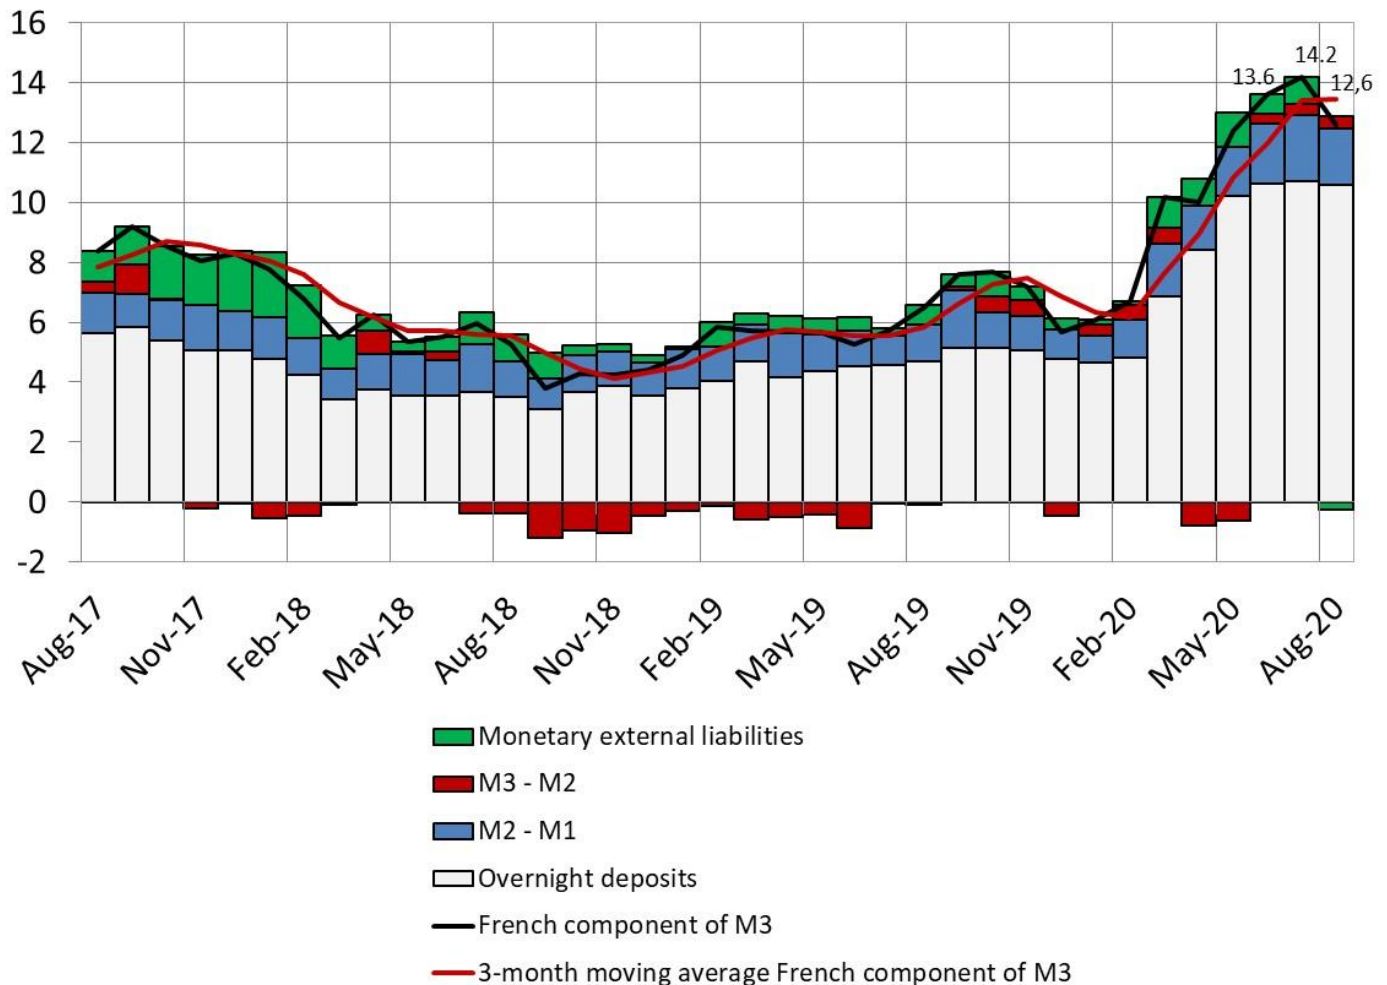 16
14
12
10
8
6
4
2
0
-2
13.6
14.2
12,6
Aug-17
Nov-17
Feb-18
May-18
Aug-18
Nov-18
Feb-19
May-19
Aug-19
Nov-19
Feb-20
May-20
Aug-20
Monetary external liabilities
M3 - M2
M2 - M1
Overnight deposits
French component of M3
3-month moving average French component of M3